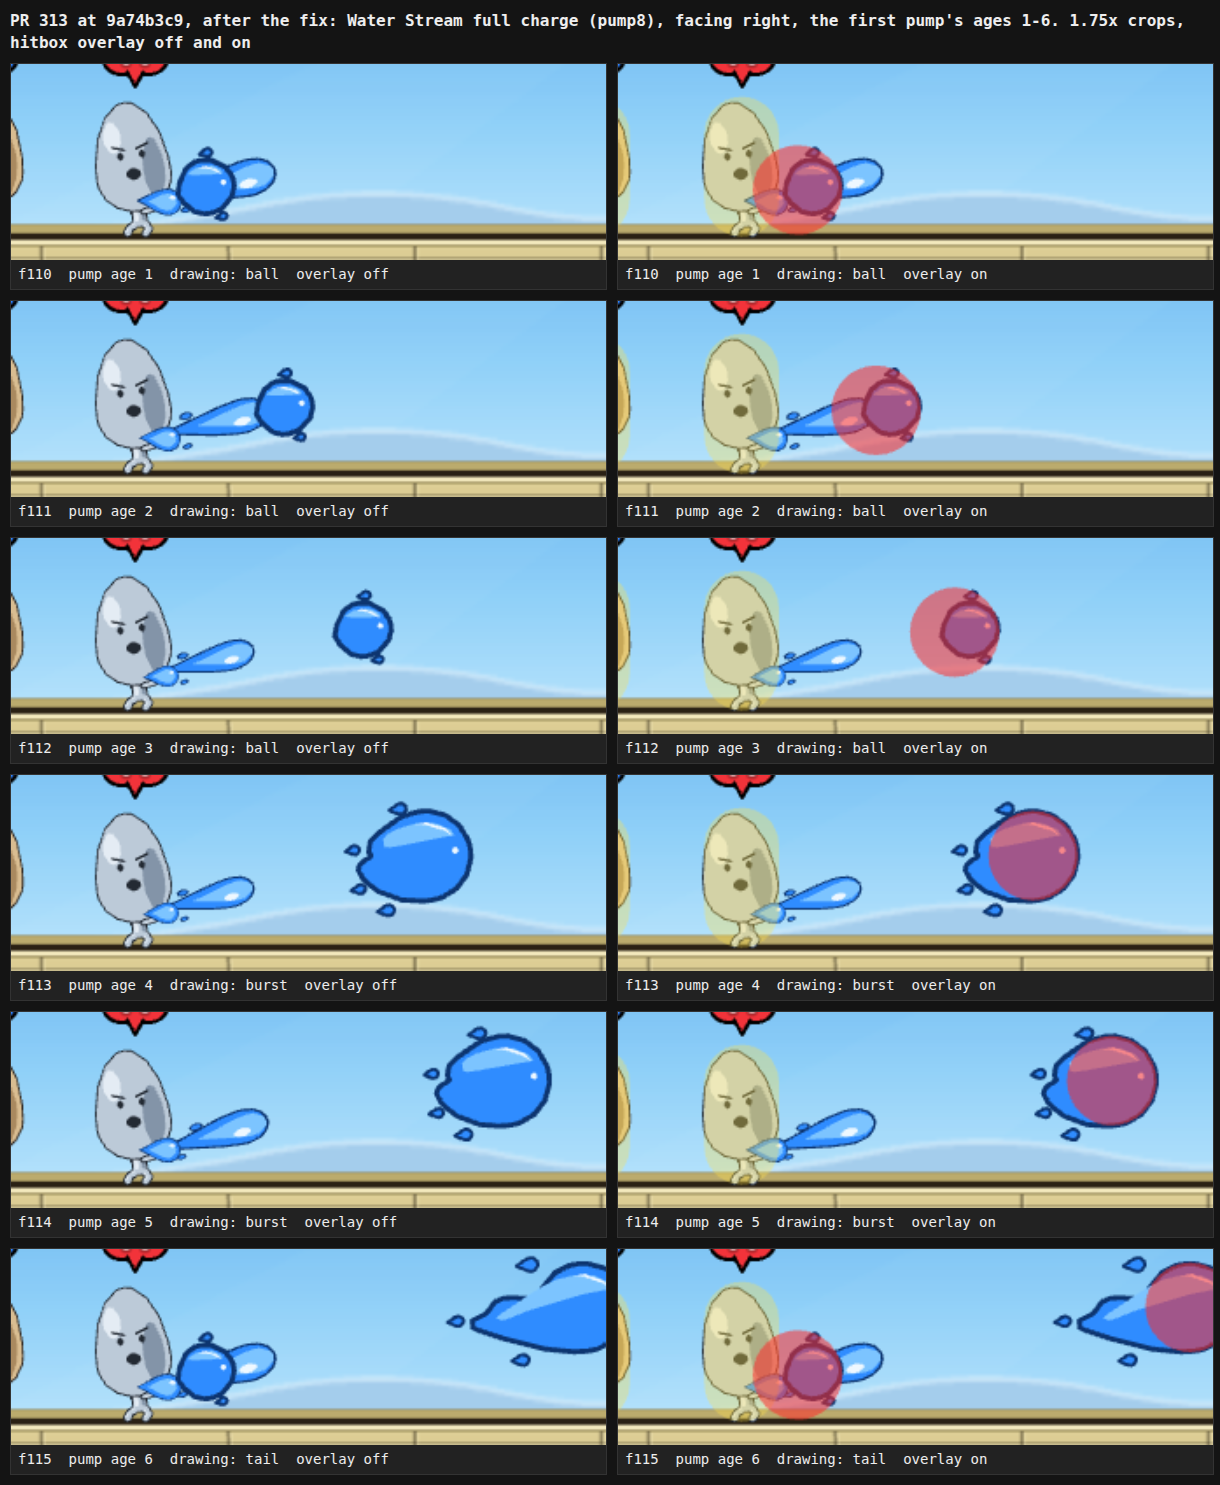 PR 313 at 9a74b3c9, after the fix: Water Stream full charge (pump8), facing right, the first pump's ages 1-6. 1.75x crops,
hitbox overlay off and on
f110  pump age 1  drawing: ball  overlay off
f110  pump age 1  drawing: ball  overlay on
f111  pump age 2  drawing: ball  overlay off
f111  pump age 2  drawing: ball  overlay on
f112  pump age 3  drawing: ball  overlay off
f112  pump age 3  drawing: ball  overlay on
f113  pump age 4  drawing: burst  overlay off
f113  pump age 4  drawing: burst  overlay on
f114  pump age 5  drawing: burst  overlay off
f114  pump age 5  drawing: burst  overlay on
f115  pump age 6  drawing: tail  overlay off
f115  pump age 6  drawing: tail  overlay on